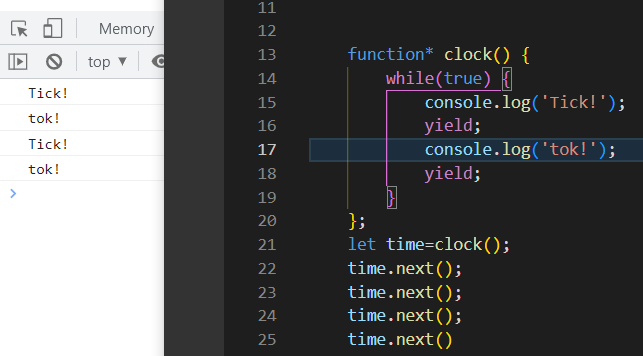 Memory
top ▼
Tick!
tok!
Tick!
tok!
>
11
12
13 function* clock() {
14 while(true) {
15 console.log('Tick!');
16 yield;
17 console.log('tok!');
18 yield;
19 }
20 };
21 let time=clock();
22 time.next();
23 time.next();
24 time.next();
25 time.next()